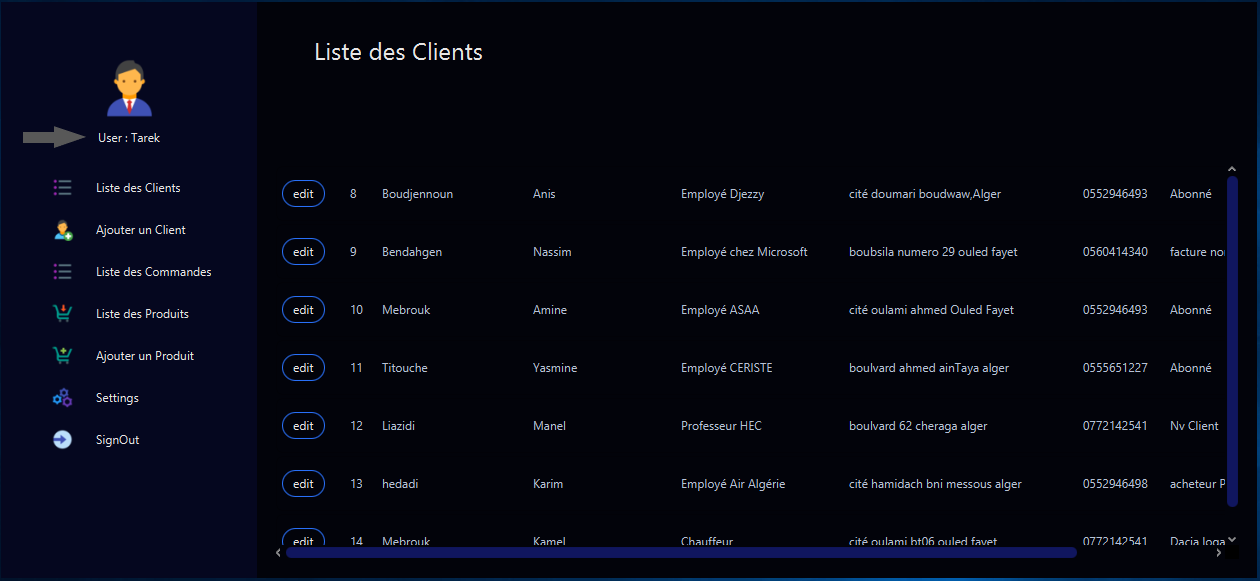 Liste des Clients
User : Tarek
Liste des Clients
Ajouter un Client
Liste des Commandes
Liste des Produits
Ajouter un Produit
Settings
SignOut
edit 8 Boudjennoun Anis Employé Djezzy cité doumari boudwaw,Alger 0552946493 Abonné
edit 9 Bendahgen Nassim Employé chez Microsoft boubsila numero 29 ouled fayet 0560414340 facture
edit 10 Mebrouk Amine Employé ASAA cité oulami ahmed Ouled Fayet 0552946493 Abonné
edit 11 Titouche Yasmine Employé CERISTE boulvard ahmed ainTaya alger 0555651227 Abonné
edit 12 Liazidi Manel Professeur HEC boulvard 62 cheraga alger 0772142541 Nv Client
edit 13 hedadi Karim Employé Air Algérie cité hamidach bni messous alger 0552946498 acheteur P
edit 14 Mebrouk Kamel Chauffeur cité oulami bt06 ouled fayet 0772142541 Dacia loga